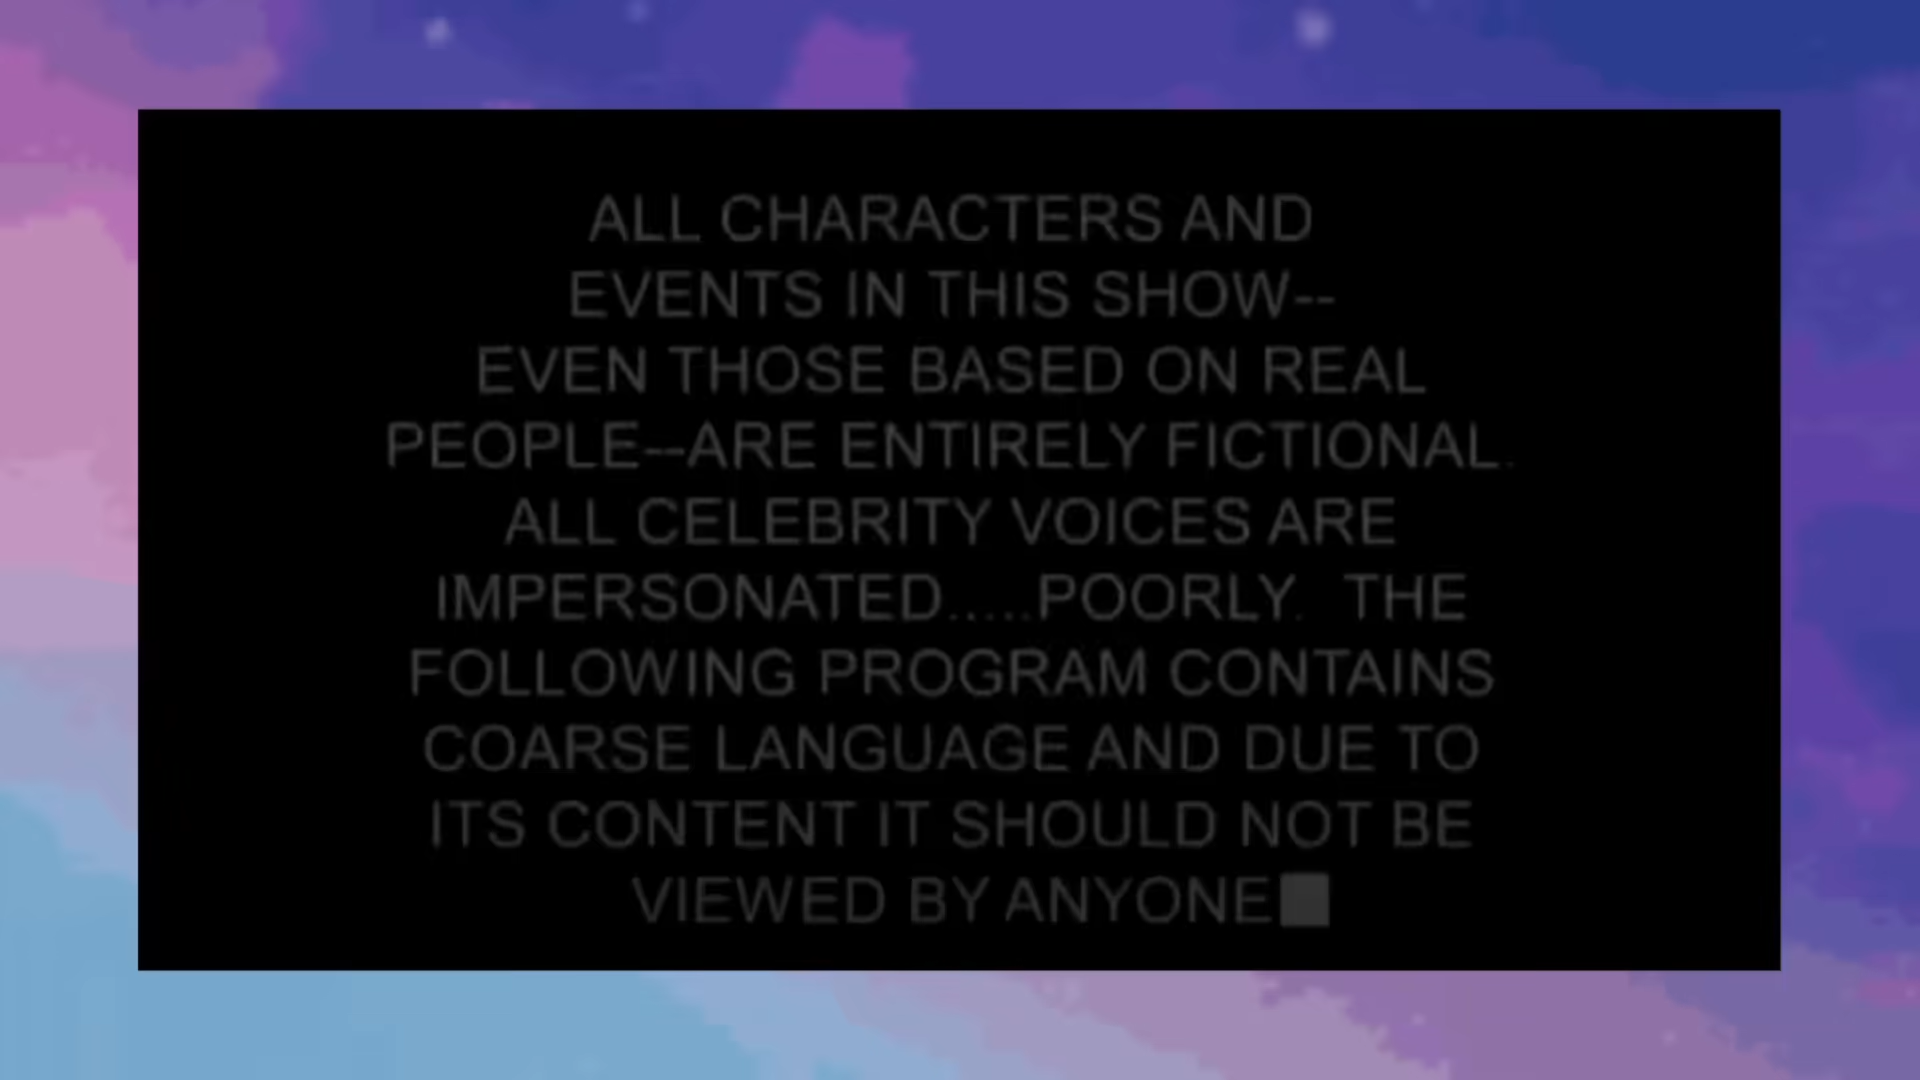 ALL CHARACTERS AND
EVENTS IN THIS SHOW--
EVEN THOSE BASED ON REAL
PEOPLE--ARE ENTIRELY FICTIONAL.
ALL CELEBRITY VOICES ARE
IMPERSONATED.....POORLY. THE
FOLLOWING PROGRAM CONTAINS
COARSE LANGUAGE AND DUE TO
ITS CONTENT IT SHOULD NOT BE
VIEWED BY ANYONE■